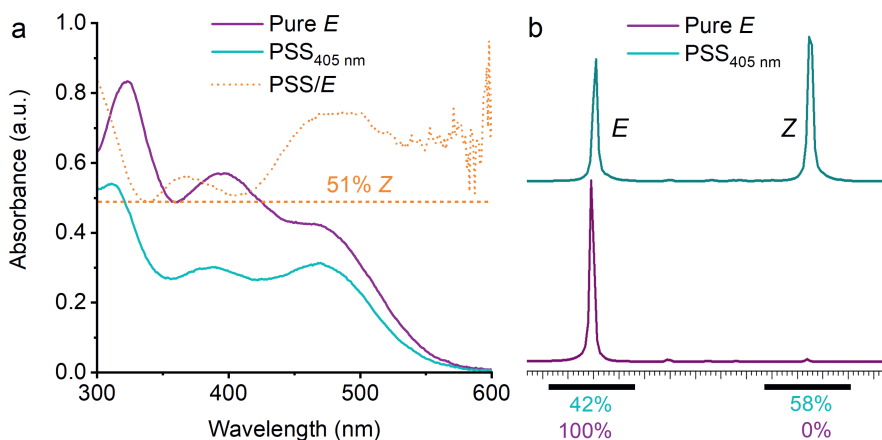 a
Pure E
PSS405 nm
PSS/E
51% Z
Absorbance (a.u.)
1.0
0.8
0.6
0.4
0.2
0.0
300
400
500
600
Wavelength (nm)
b
Pure E
PSS405 nm
E
Z
42%
58%
100%
0%